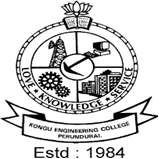 LOVE KNOWLEDGE SERVICE
KONGU ENGINEERING COLLEGE
PERUNDURAI.
Estd : 1984